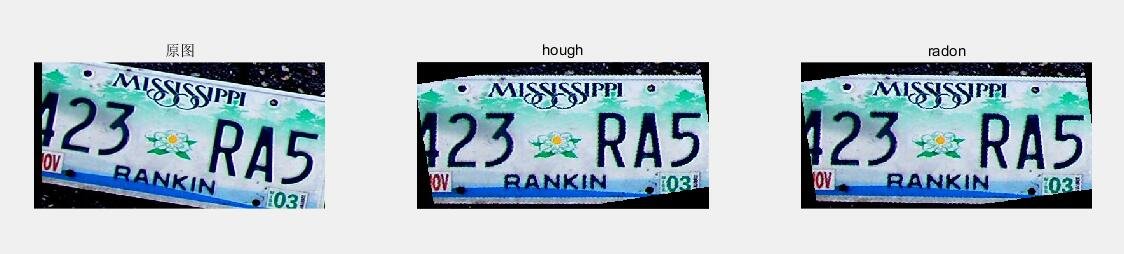 原图
MISSISSIPPI
423 RA5
NOV
RANKIN
03
hough
MISSISSIPPI
423 RA5
OV
RANKIN
03
radon
MISSISSIPPI
423 RA5
OV
RANKIN
03